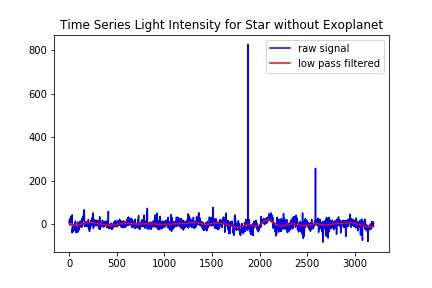 Time Series Light Intensity for Star without Exoplanet
raw signal
low pass filtered
800
600
400
200
0
0 500 1000 1500 2000 2500 3000